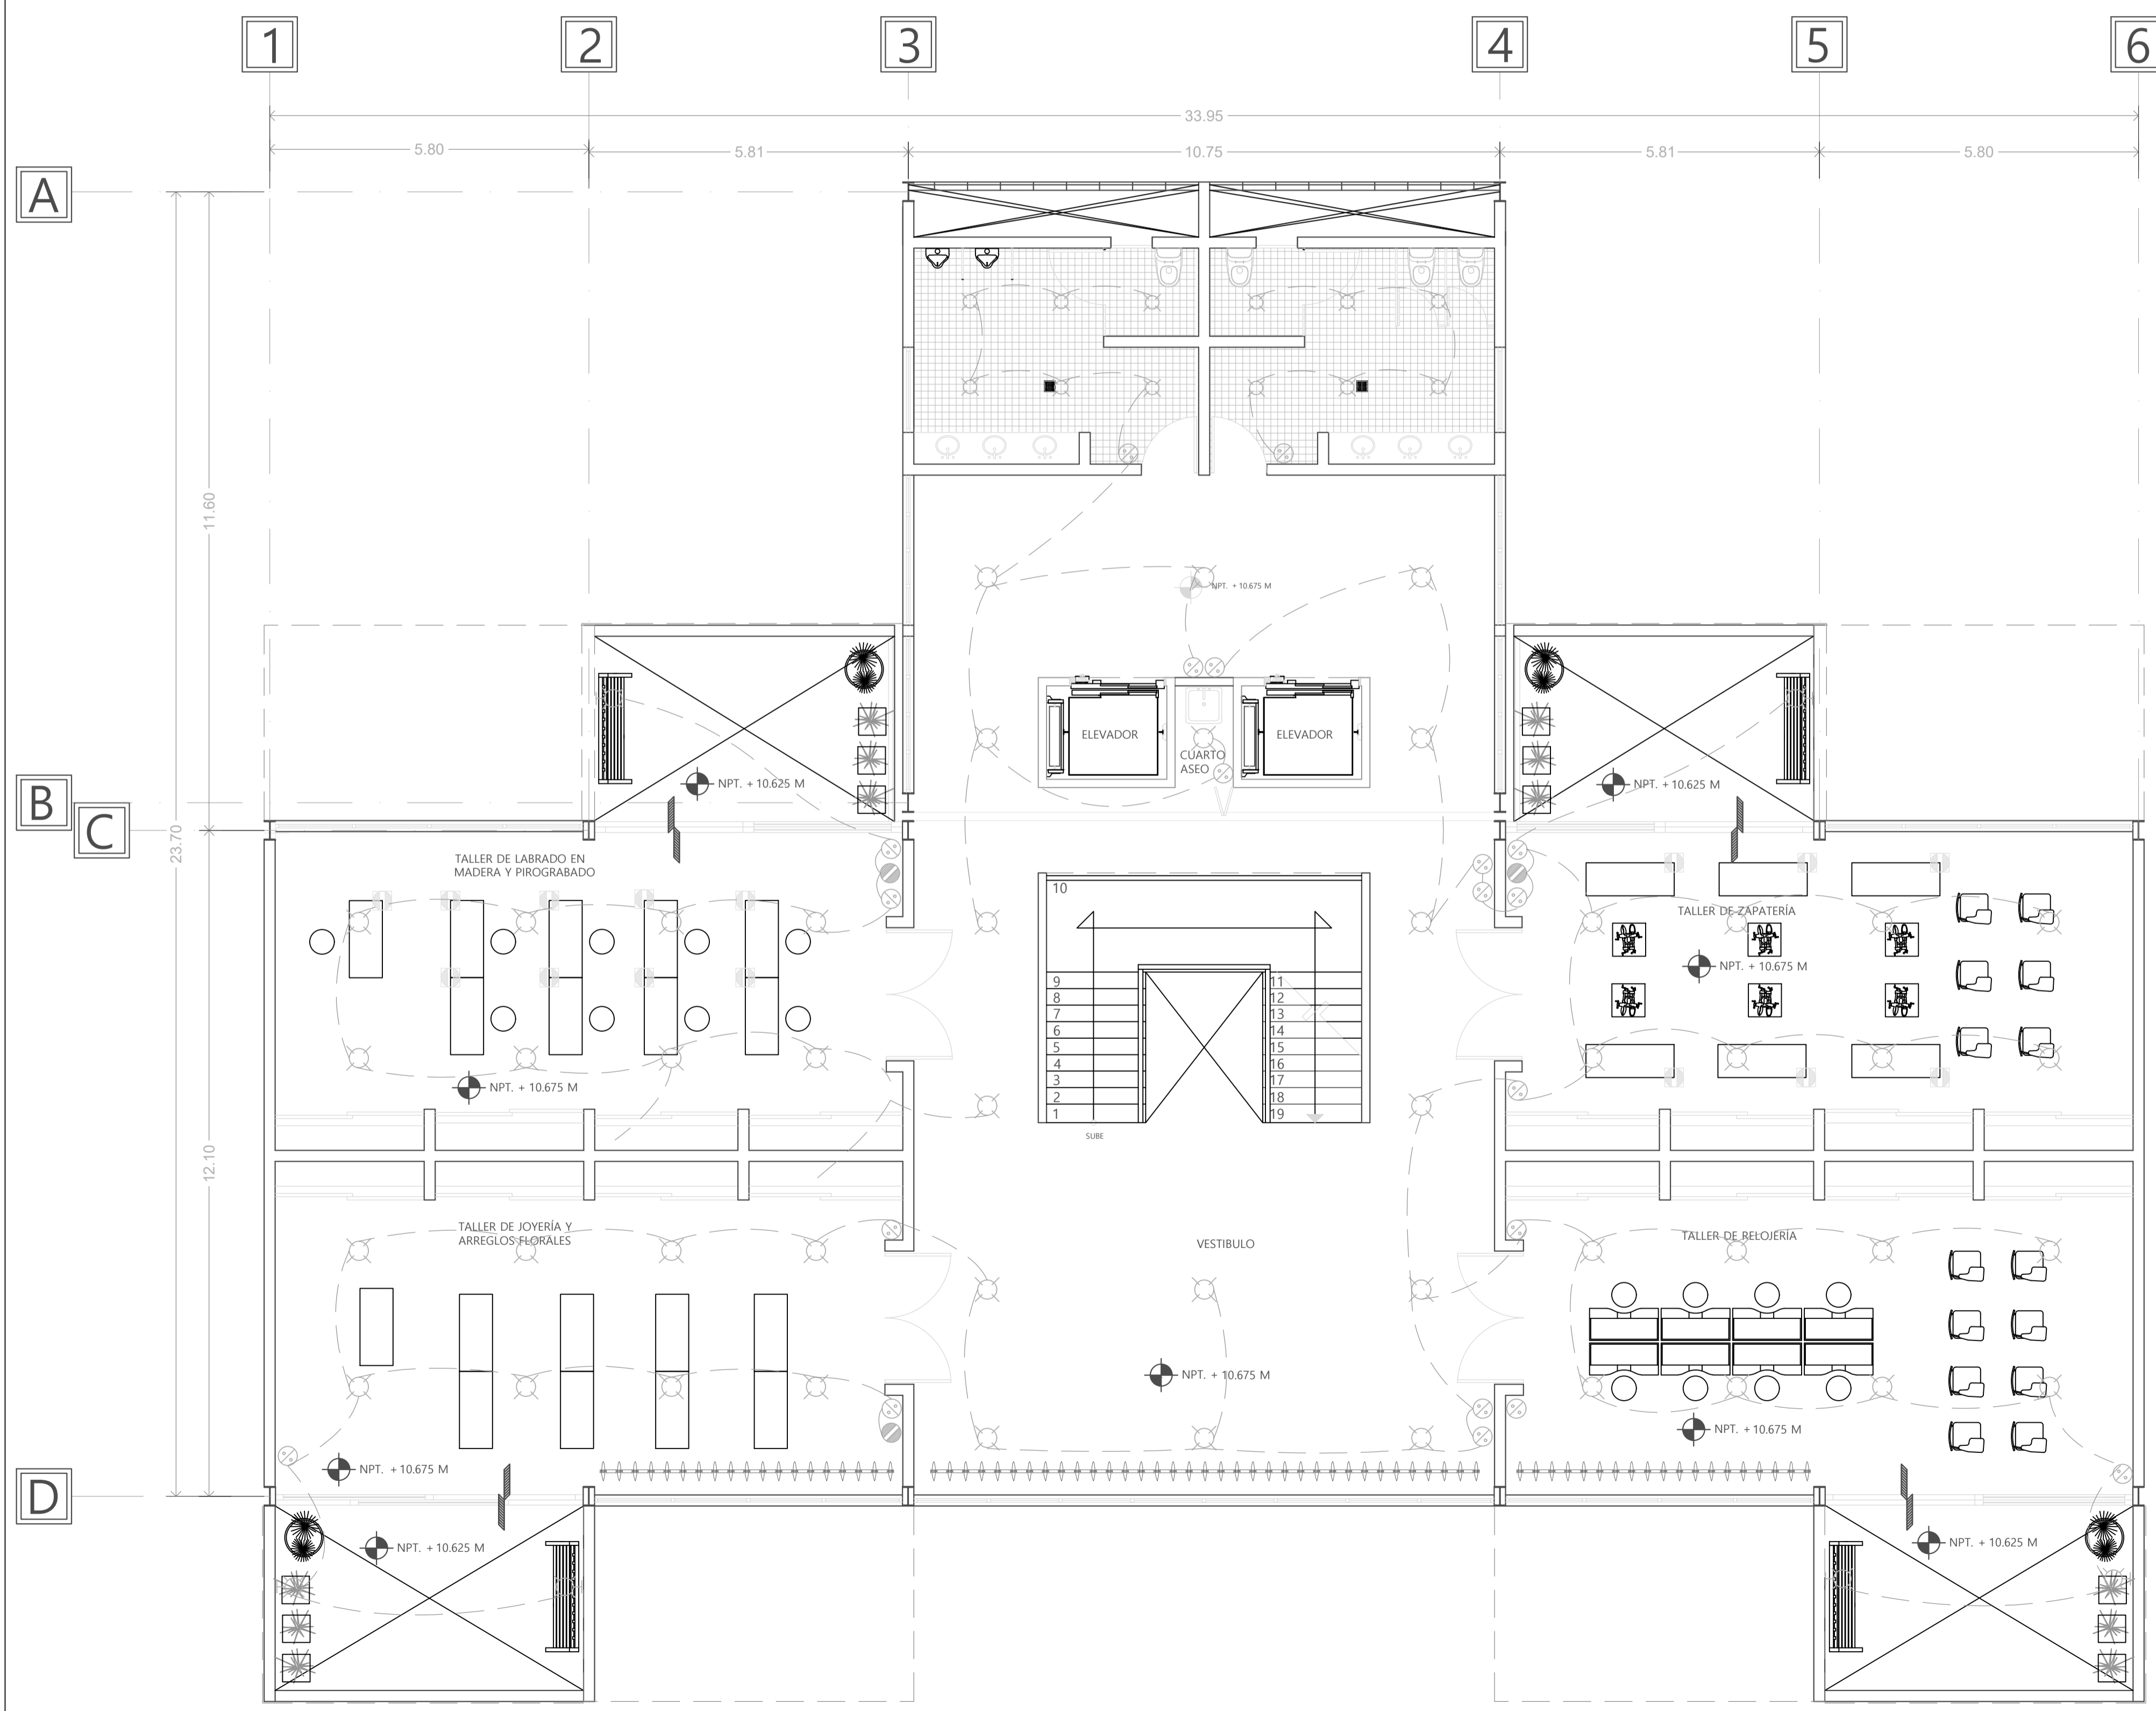 1
2
3
4
5
6
33.95
5.80
5.81
10.75
5.81
5.80
A
11.60
NPT. + 10.675 M
ELEVADOR
ELEVADOR
CUARTO
ASEO
NPT. + 10.625 M
NPT. + 10.625 M
B
C
23.70
TALLER DE LABRADO EN
MADERA Y PIROGRABADO
10
TALLER DE ZAPATERÍA
NPT. + 10.675 M
9
8
7
6
5
4
3
2
1
11
12
13
14
15
16
17
18
19
SUBE
NPT. + 10.675 M
12.10
TALLER DE JOYERÍA Y
ARREGLOS FLORALES
VESTIBULO
TALLER DE RELOJERÍA
NPT. + 10.675 M
NPT. + 10.675 M
NPT. + 10.675 M
D
NPT. + 10.625 M
NPT. + 10.625 M